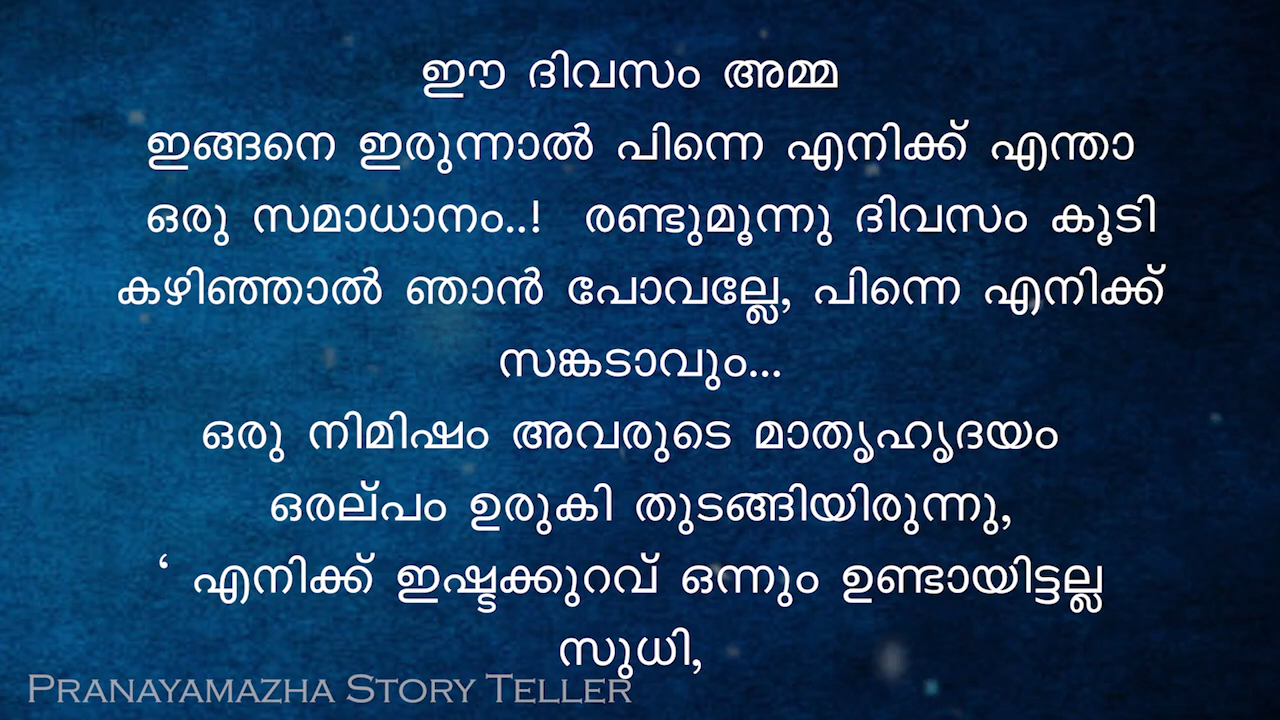 ഈ ദിവസം അമ്മ
ഇങ്ങനെ ഇരുന്നാൽ പിന്നെ എനിക്ക് എന്താ
ഒരു സമാധാനം..! രണ്ടുമൂന്നു ദിവസം കൂടി
കഴിഞ്ഞാൽ ഞാൻ പോവല്ലേ, പിന്നെ എനിക്ക്
സങ്കടാവും...
ഒരു നിമിഷം അവരുടെ മാതൃഹൃദയം
ഒരല്പം ഉരുകി തുടങ്ങിയിരുന്നു,
‘ എനിക്ക് ഇഷ്ടക്കുറവ് ഒന്നും ഉണ്ടായിട്ടല്ല
സുധി,
PRANAYAMAZHA STORY TELLER